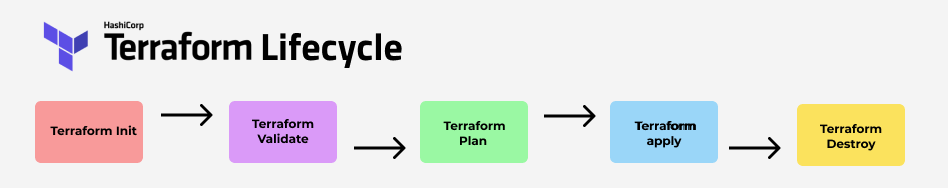 HashiCorp
Terraform Lifecycle
Terraform Init
Terraform
Validate
Terraform
Plan
Terraform
apply
Terraform
Destroy